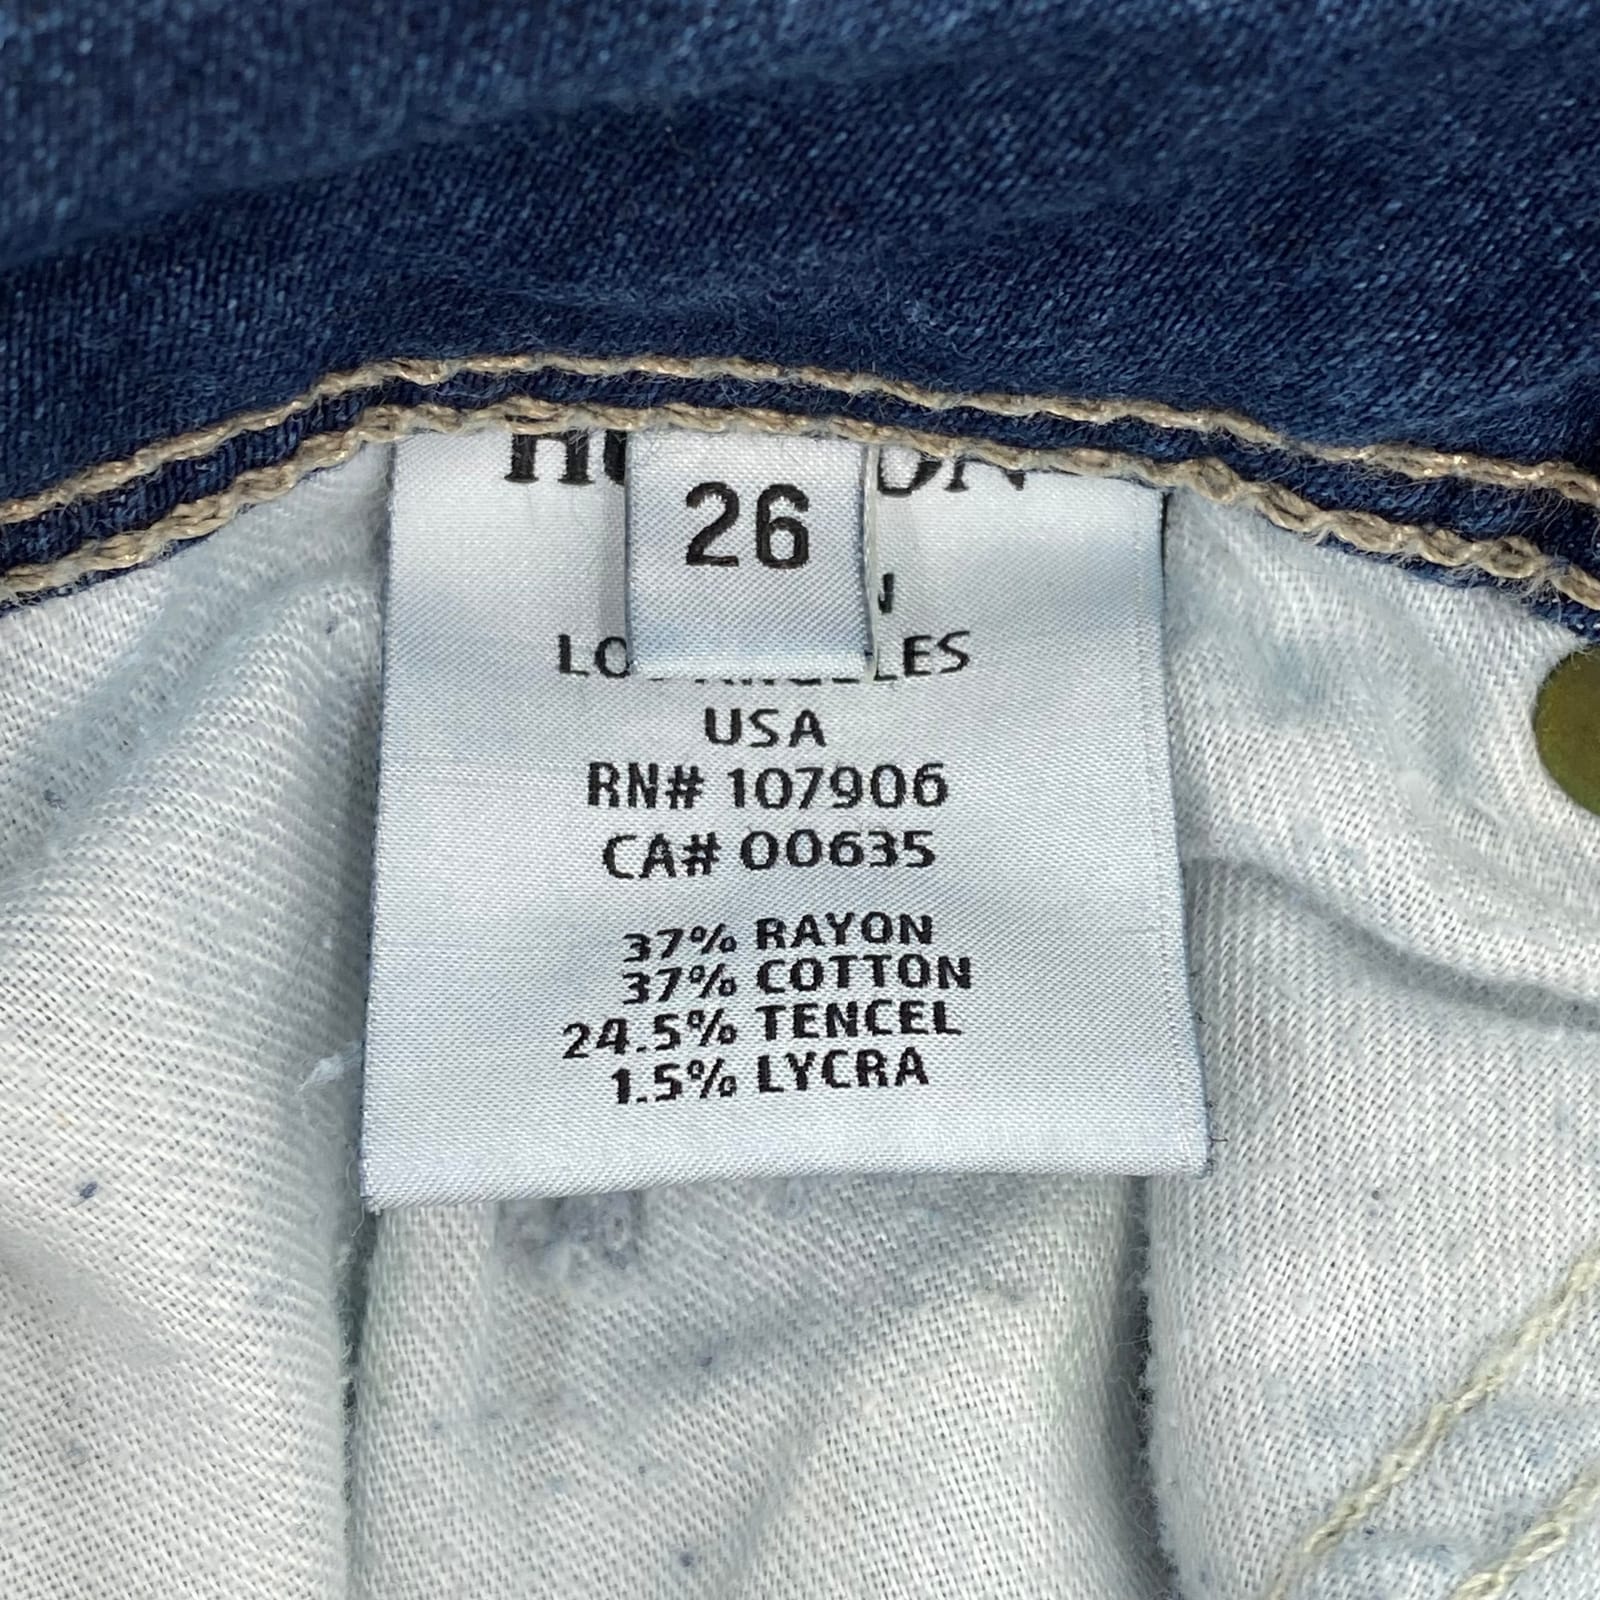 26
USA
RN# 107906
CA# 00635
37% RAYON
37% COTTON
24.5% TENCEL
1.5% LYCRA